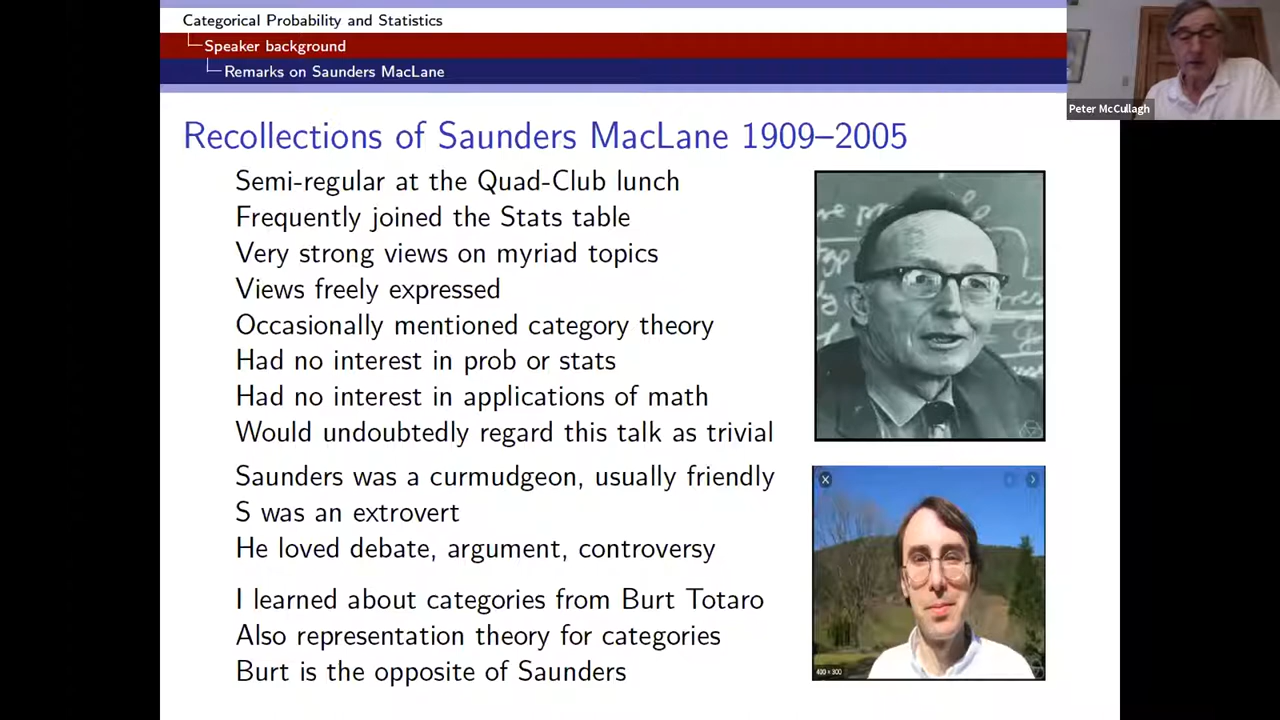 Categorical Probability and Statistics
Speaker background
Remarks on Saunders MacLane
Peter McCullagh
Recollections of Saunders MacLane 1909–2005
Semi-regular at the Quad-Club lunch
Frequently joined the Stats table
Very strong views on myriad topics
Views freely expressed
Occasionally mentioned category theory
Had no interest in prob or stats
Had no interest in applications of math
Would undoubtedly regard this talk as trivial
Saunders was a curmudgeon, usually friendly
S was an extrovert
He loved debate, argument, controversy
I learned about categories from Burt Totaro
Also representation theory for categories
Burt is the opposite of Saunders
400 × 300